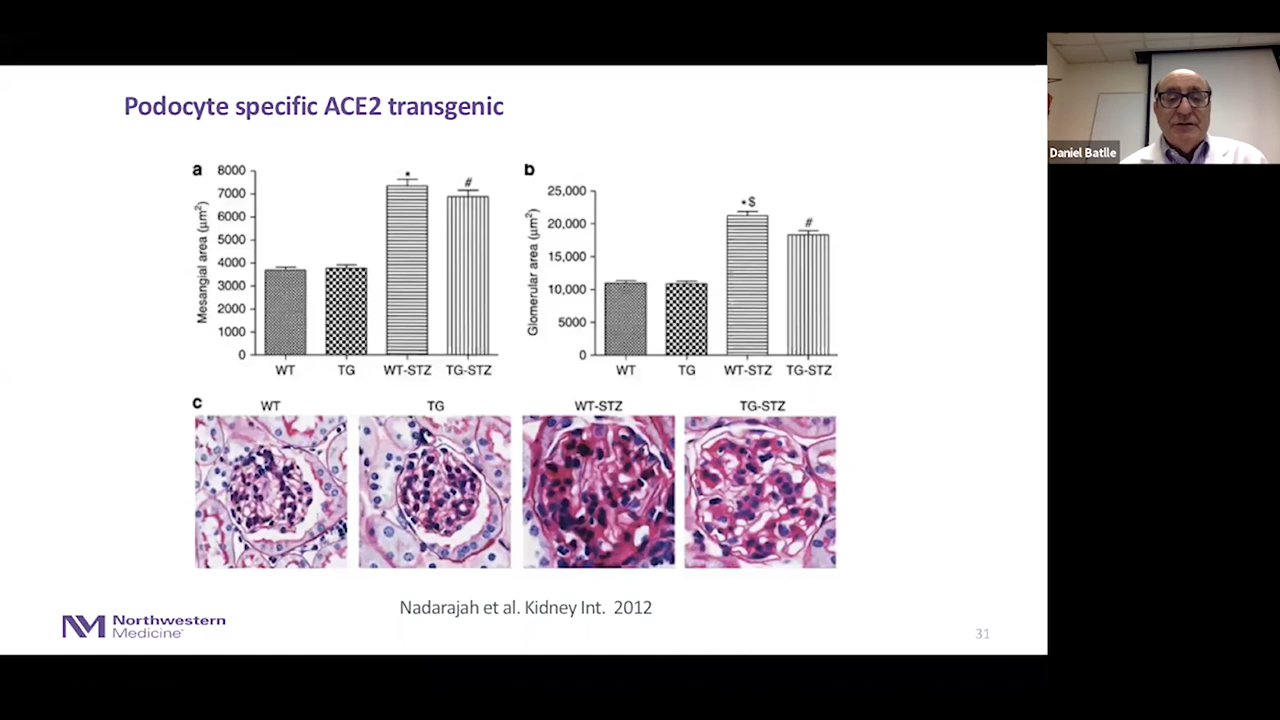 Podocyte specific ACE2 transgenic
Daniel Batlle
a
8000
7000
6000
5000
4000
3000
2000
1000
0
Mesangial area (μm²)
*
#
WT
TG
WT-STZ
TG-STZ
b
25,000
20,000
15,000
10,000
5000
0
Glomerular area (μm²)
*$
#
WT
TG
WT-STZ
TG-STZ
c
WT
TG
WT-STZ
TG-STZ
Nadarajah et al. Kidney Int. 2012
NM
Northwestern
Medicine®
31